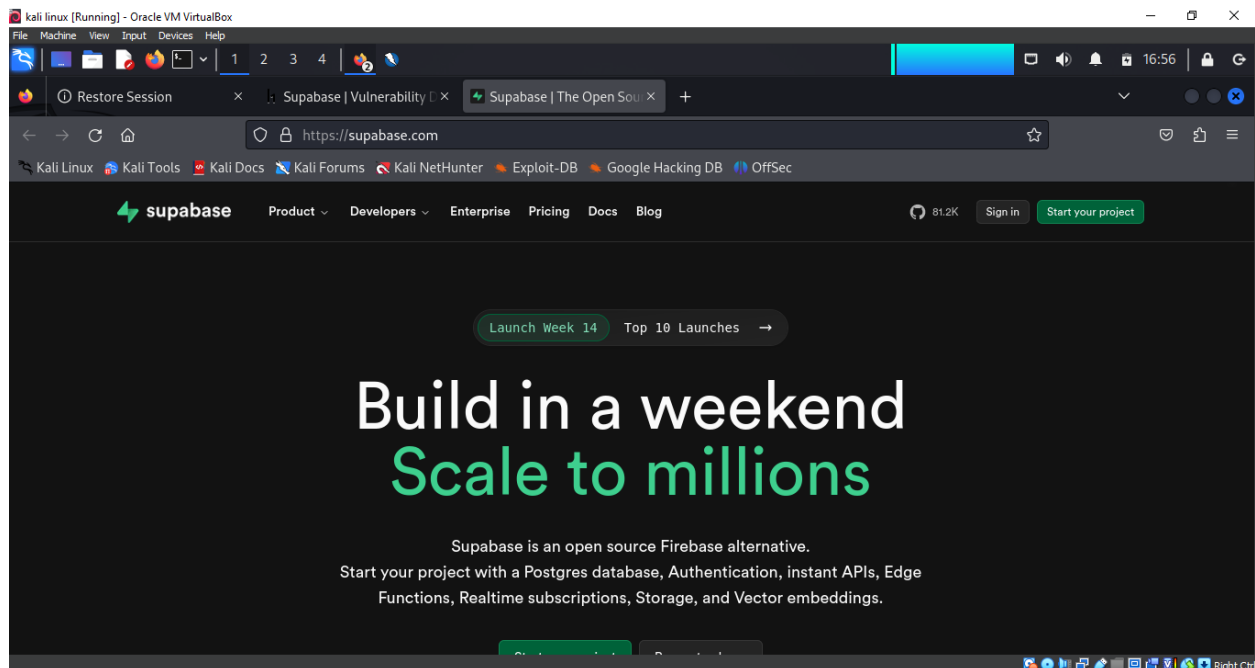 kali linux [Running] - Oracle VM VirtualBox
File Machine View Input Devices Help
1 2 3 4 2 16:56
Restore Session Supabase | Vulnerability Supabase | The Open Sou
https://supabase.com
Kali Linux Kali Tools Kali Docs Kali Forums Kali NetHunter Exploit-DB Google Hacking DB OffSec
supabase Product Developers Enterprise Pricing Docs Blog 81.2K Sign in Start your project
Launch Week 14 Top 10 Launches →
Build in a weekend
Scale to millions
Supabase is an open source Firebase alternative.
Start your project with a Postgres database, Authentication, instant APIs, Edge
Functions, Realtime subscriptions, Storage, and Vector embeddings.
Right Ctrl